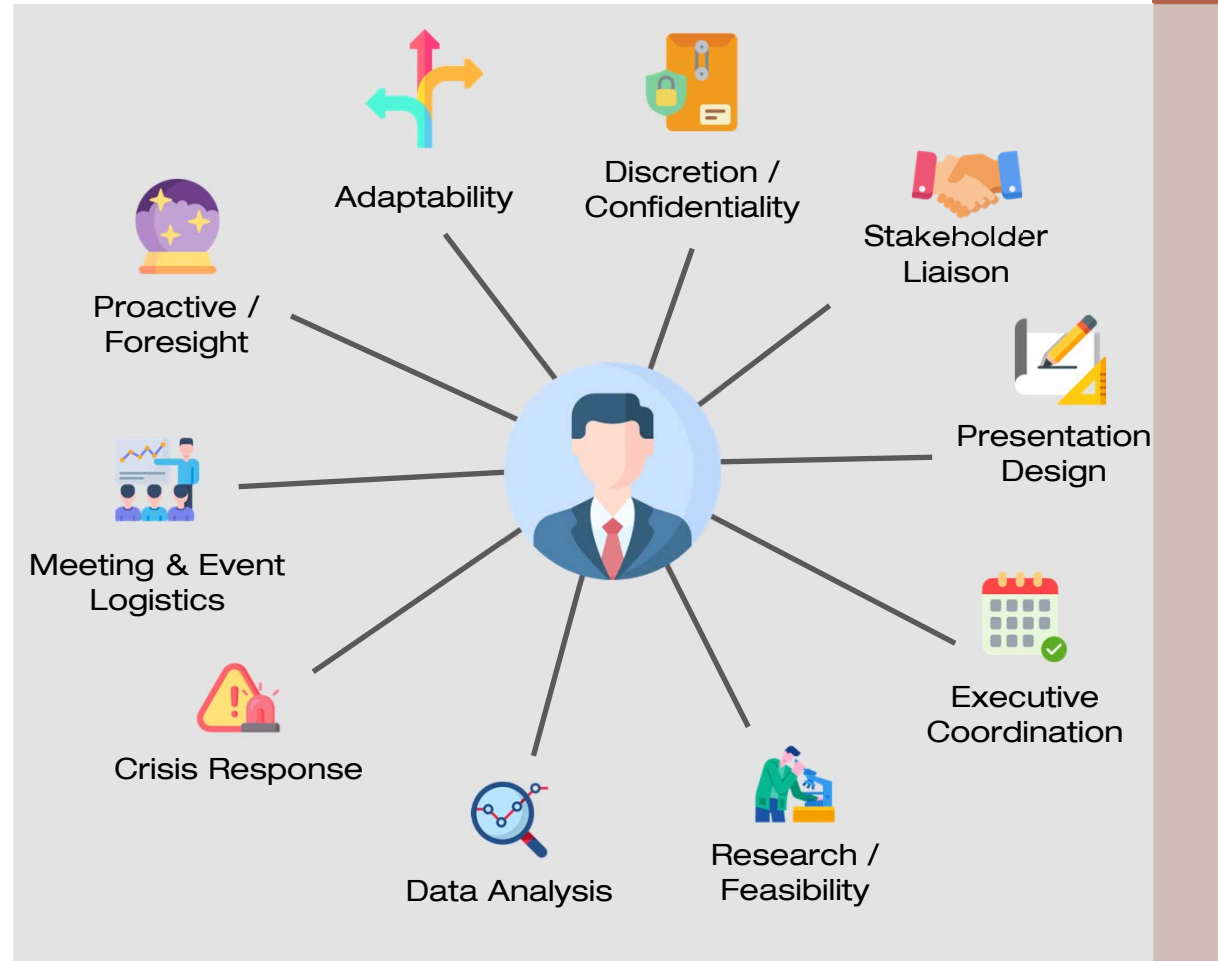 Adaptability
Discretion /
Confidentiality
Stakeholder
Liaison
Proactive /
Foresight
Presentation
Design
Meeting & Event
Logistics
Executive
Coordination
Crisis Response
Research /
Feasibility
Data Analysis